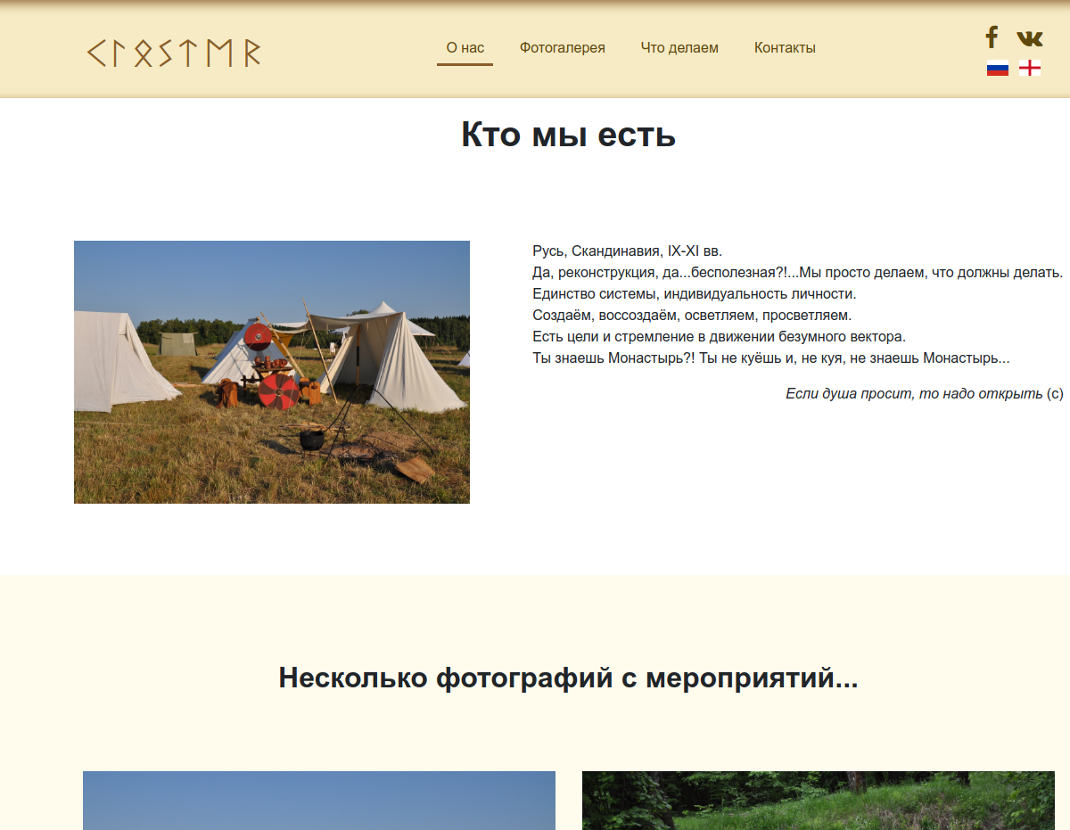 ᚲᛚᛟᛊᛏᛖᚱ
О нас Фотогалерея Что делаем Контакты
Кто мы есть
Русь, Скандинавия, IX-XI вв.
Да, реконструкция, да...бесполезная?!...Мы просто делаем, что должны делать.
Единство системы, индивидуальность личности.
Создаём, воссоздаём, осветляем, просветляем.
Есть цели и стремление в движении безумного вектора.
Ты знаешь Монастырь?! Ты не куёшь и, не куя, не знаешь Монастырь...
Если душа просит, то надо открыть (с)
Несколько фотографий с мероприятий...